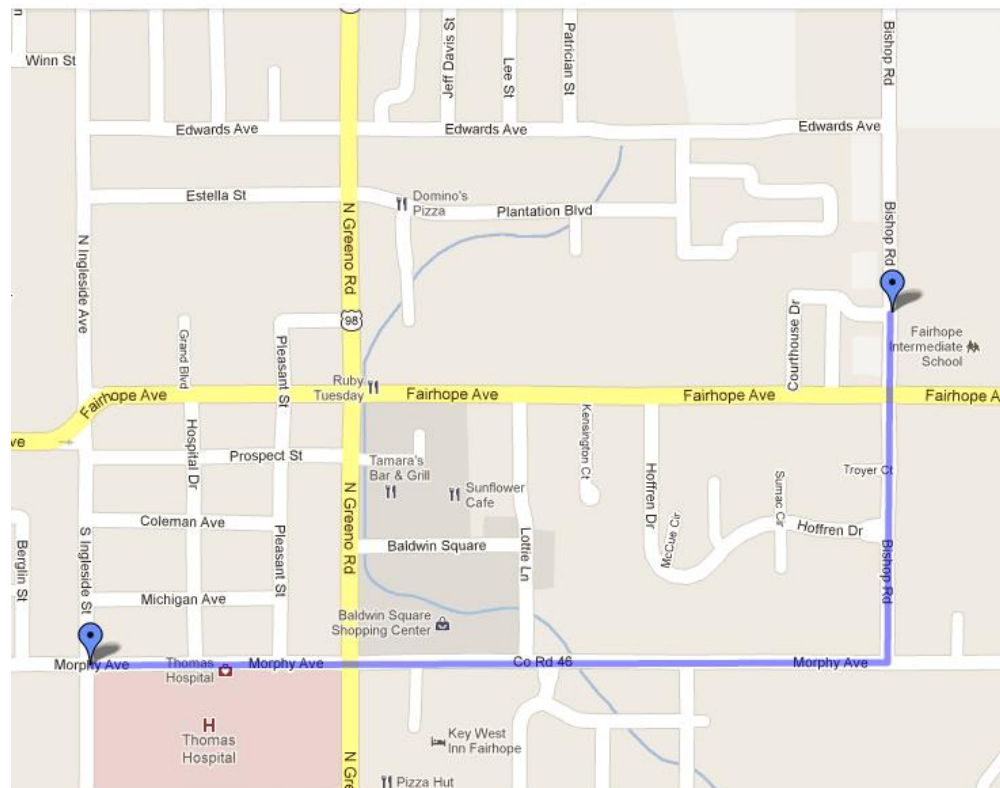 Winn St
Jeff Davis St
Lee St
Patrician St
Bishop Rd
Edwards Ave
Edwards Ave
Edwards Ave
Estella St
Domino's
Pizza
Plantation Blvd
N Ingleside Ave
N Greeno Rd
Bishop Rd
98
Grand Blvd
Pleasant St
Courthouse Dr
Fairhope
Intermediate
School
Ruby
Tuesday
Fairhope Ave
Fairhope Ave
Fairhope Ave
Fairhope A
ve
Hospital Dr
Prospect St
Tamara's
Bar & Grill
Sunflower
Cafe
Kensington Ct
Hoffren Dr
Troyer Ct
Sumac Cir
McCue Cir
Hoffren Dr
Coleman Ave
N Greeno Rd
Lottie Ln
Baldwin Square
Berglin St
S Ingleside St
Pleasant St
Bishop Rd
Michigan Ave
Baldwin Square
Shopping Center
Morphy Ave
Thomas
Hospital
Morphy Ave
Co Rd 46
Morphy Ave
H
Thomas
Hospital
Key West
Inn Fairhope
N Gre
Pizza Hut